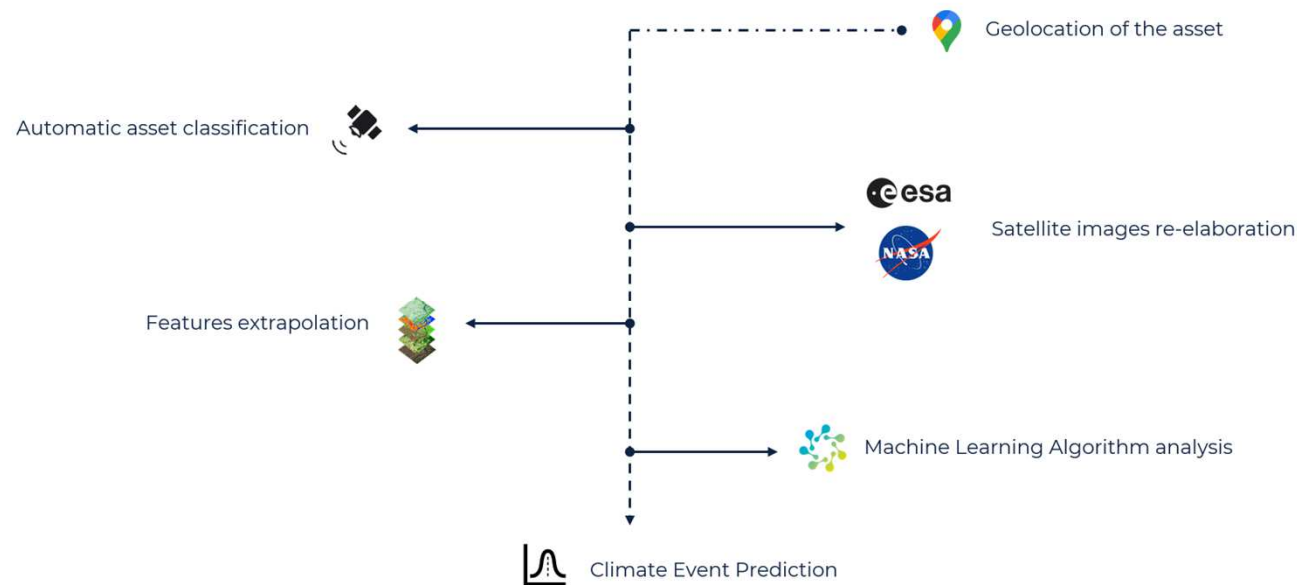 Geolocation of the asset
Automatic asset classification
esa
NASA
Satellite images re-elaboration
Features extrapolation
Machine Learning Algorithm analysis
Climate Event Prediction